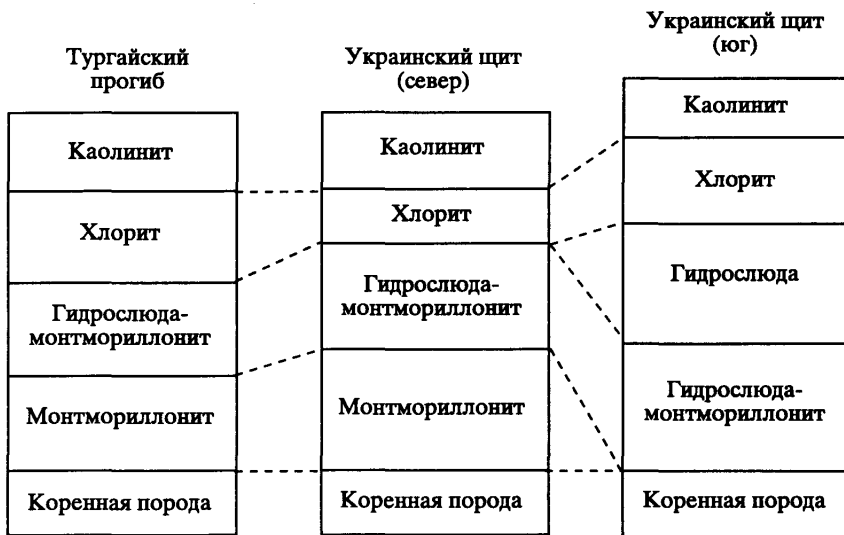 Тургайский
прогиб
Каолинит
Хлорит
Гидрослюда-
монтмориллонит
Монтмориллонит
Коренная порода
Украинский щит
(север)
Каолинит
Хлорит
Гидрослюда-
монтмориллонит
Монтмориллонит
Коренная порода
Украинский щит
(юг)
Каолинит
Хлорит
Гидрослюда
Гидрослюда-
монтмориллонит
Коренная порода